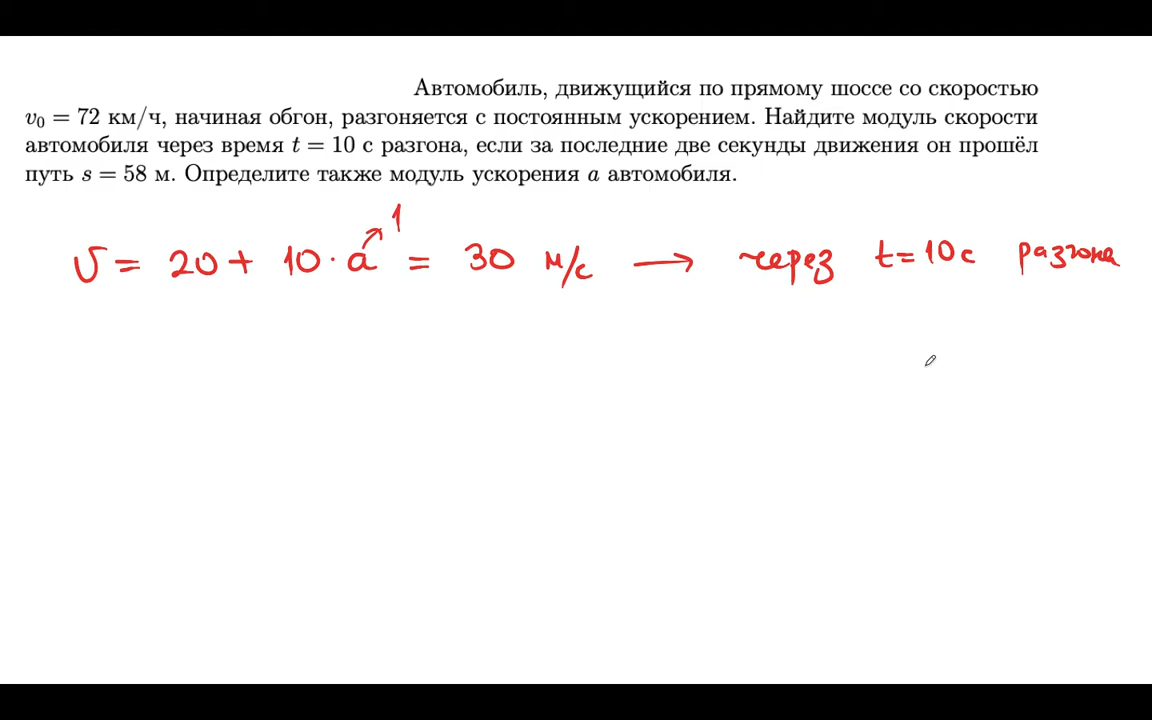 Автомобиль, движущийся по прямому шоссе со скоростью
v₀ = 72 км/ч, начиная обгон, разгоняется с постоянным ускорением. Найдите модуль скорости
автомобиля через время t = 10 с разгона, если за последние две секунды движения он прошёл
путь s = 58 м. Определите также модуль ускорения a автомобиля.
1
υ = 20 + 10 · a = 30 м/с → через t = 10 с разгона